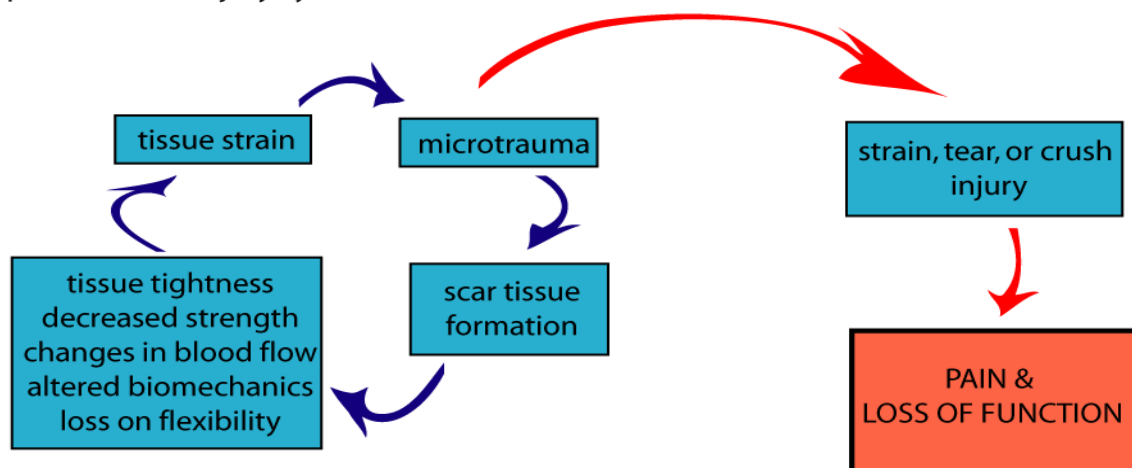 tissue strain
microtrauma
strain, tear, or crush
injury
tissue tightness
decreased strength
changes in blood flow
altered biomechanics
loss on flexibility
scar tissue
formation
PAIN &
LOSS OF FUNCTION